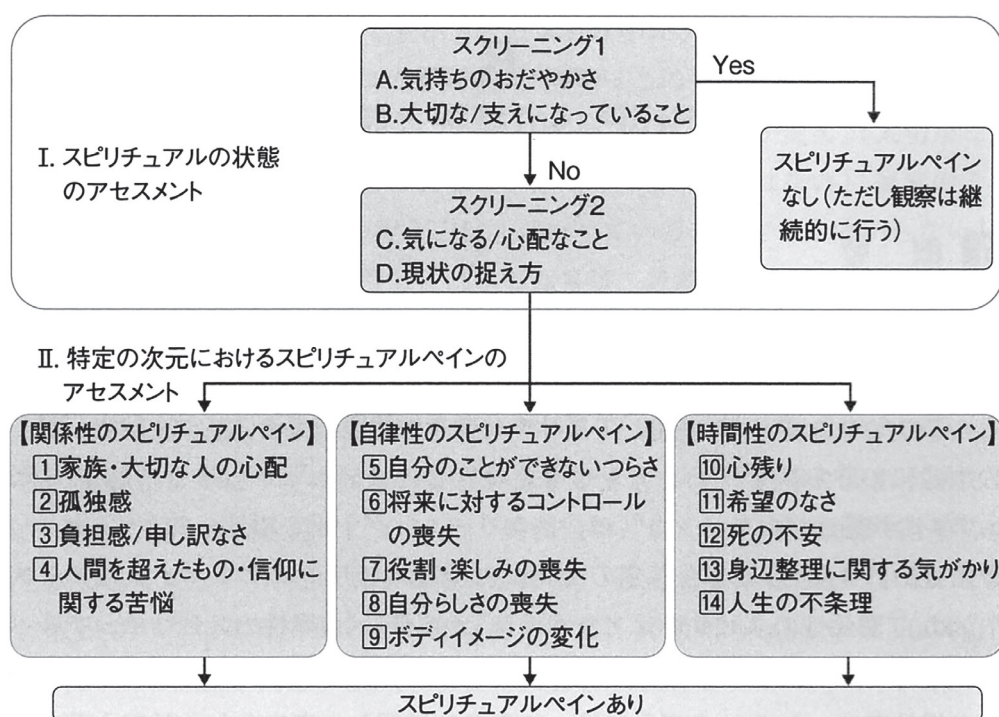 スクリーニング1
A.気持ちのおだやかさ
B.大切な/支えになっていること
Yes
Ⅰ. スピリチュアルの状態
のアセスメント
No
スピリチュアルペイン
なし(ただし観察は継
続的に行う)
スクリーニング2
C.気になる/心配なこと
D.現状の捉え方
Ⅱ. 特定の次元におけるスピリチュアルペインの
アセスメント
【関係性のスピリチュアルペイン】
1 家族・大切な人の心配
2 孤独感
3 負担感/申し訳なさ
4 人間を超えたもの・信仰に
関する苦悩
【自律性のスピリチュアルペイン】
5 自分のことができないつらさ
6 将来に対するコントロール
の喪失
7 役割・楽しみの喪失
8 自分らしさの喪失
9 ボディイメージの変化
【時間性のスピリチュアルペイン】
10 心残り
11 希望のなさ
12 死の不安
13 身辺整理に関する気がかり
14 人生の不条理
スピリチュアルペインあり